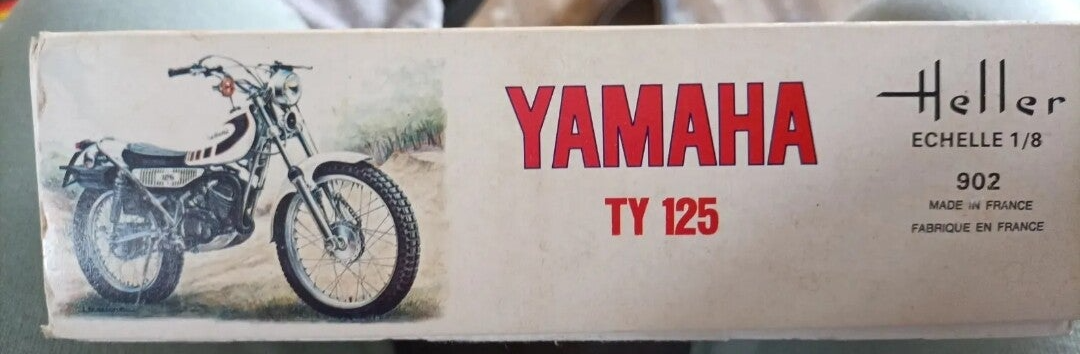 YAMAHA
TY 125
Heller
ECHELLE 1/8
902
MADE IN FRANCE
FABRIQUE EN FRANCE